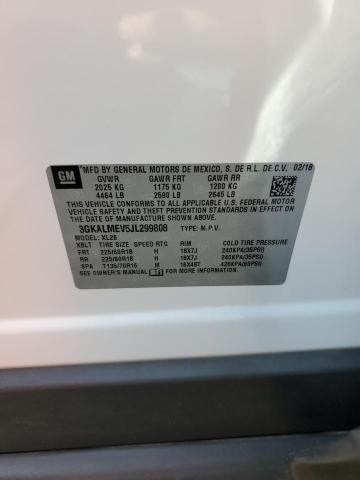 GM
*MFD BY GENERAL MOTORS DE MEXICO, S. DE R.L. DE C.V. 02/18
GVWR GAWR FRT GAWR RR
2025 KG 1175 KG 1200 KG
4464 LB 2590 LB 2645 LB
THIS VEHICLE CONFORMS TO ALL APPLICABLE U.S. FEDERAL MOTOR
VEHICLE SAFETY AND THEFT PREVENTION STANDARDS IN EFFECT ON
THE DATE OF MANUFACTURE SHOWN ABOVE.
3GKALMEV5JL299808 TYPE: M.P.V.
MODEL: XL26
XBLT TIRE SIZE SPEED RTG RIM COLD TIRE PRESSURE
FRT 225/60R18 H 18X7J 240KPA(35PSI)
RR 225/60R18 H 18X7J 240KPA(35PSI)
SPA T135/70R16 M 16X4BT 420KPA(60PSI)
SEE OWNER'S MANUAL FOR MORE INFORMATION.